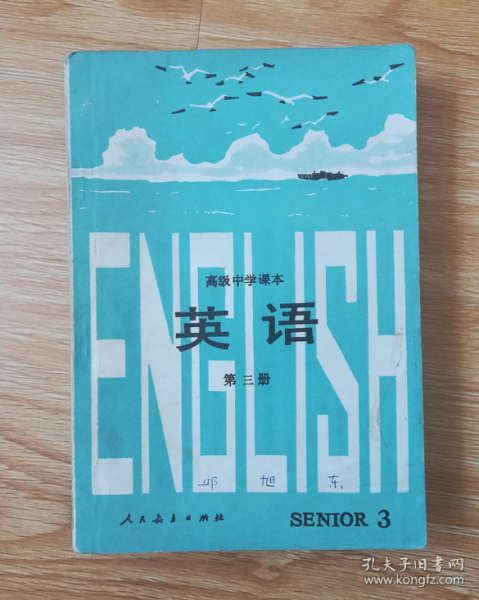 ENGLISH
高级中学课本
英语
第三册
邱旭东
人民教育出版社
SENIOR 3
孔夫子旧书网
www.kongfz.com